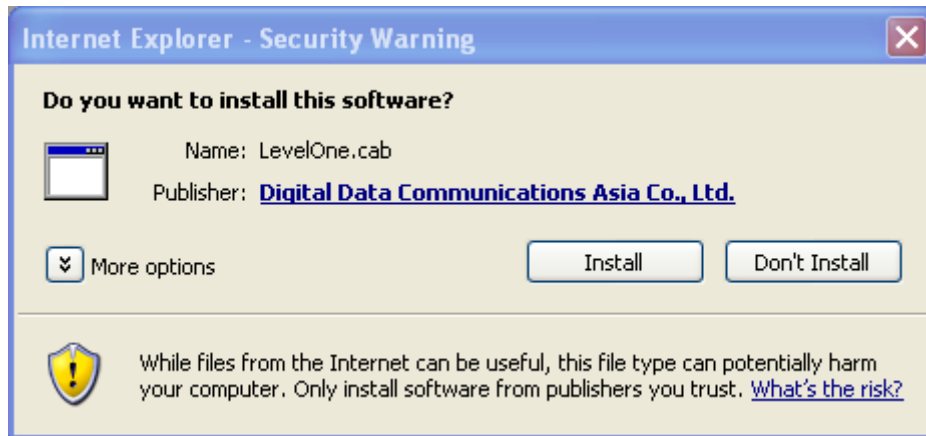 Internet Explorer - Security Warning
Do you want to install this software?
Name: LevelOne.cab
Publisher: Digital Data Communications Asia Co., Ltd.
More options
Install
Don't Install
While files from the Internet can be useful, this file type can potentially harm
your computer. Only install software from publishers you trust. What's the risk?